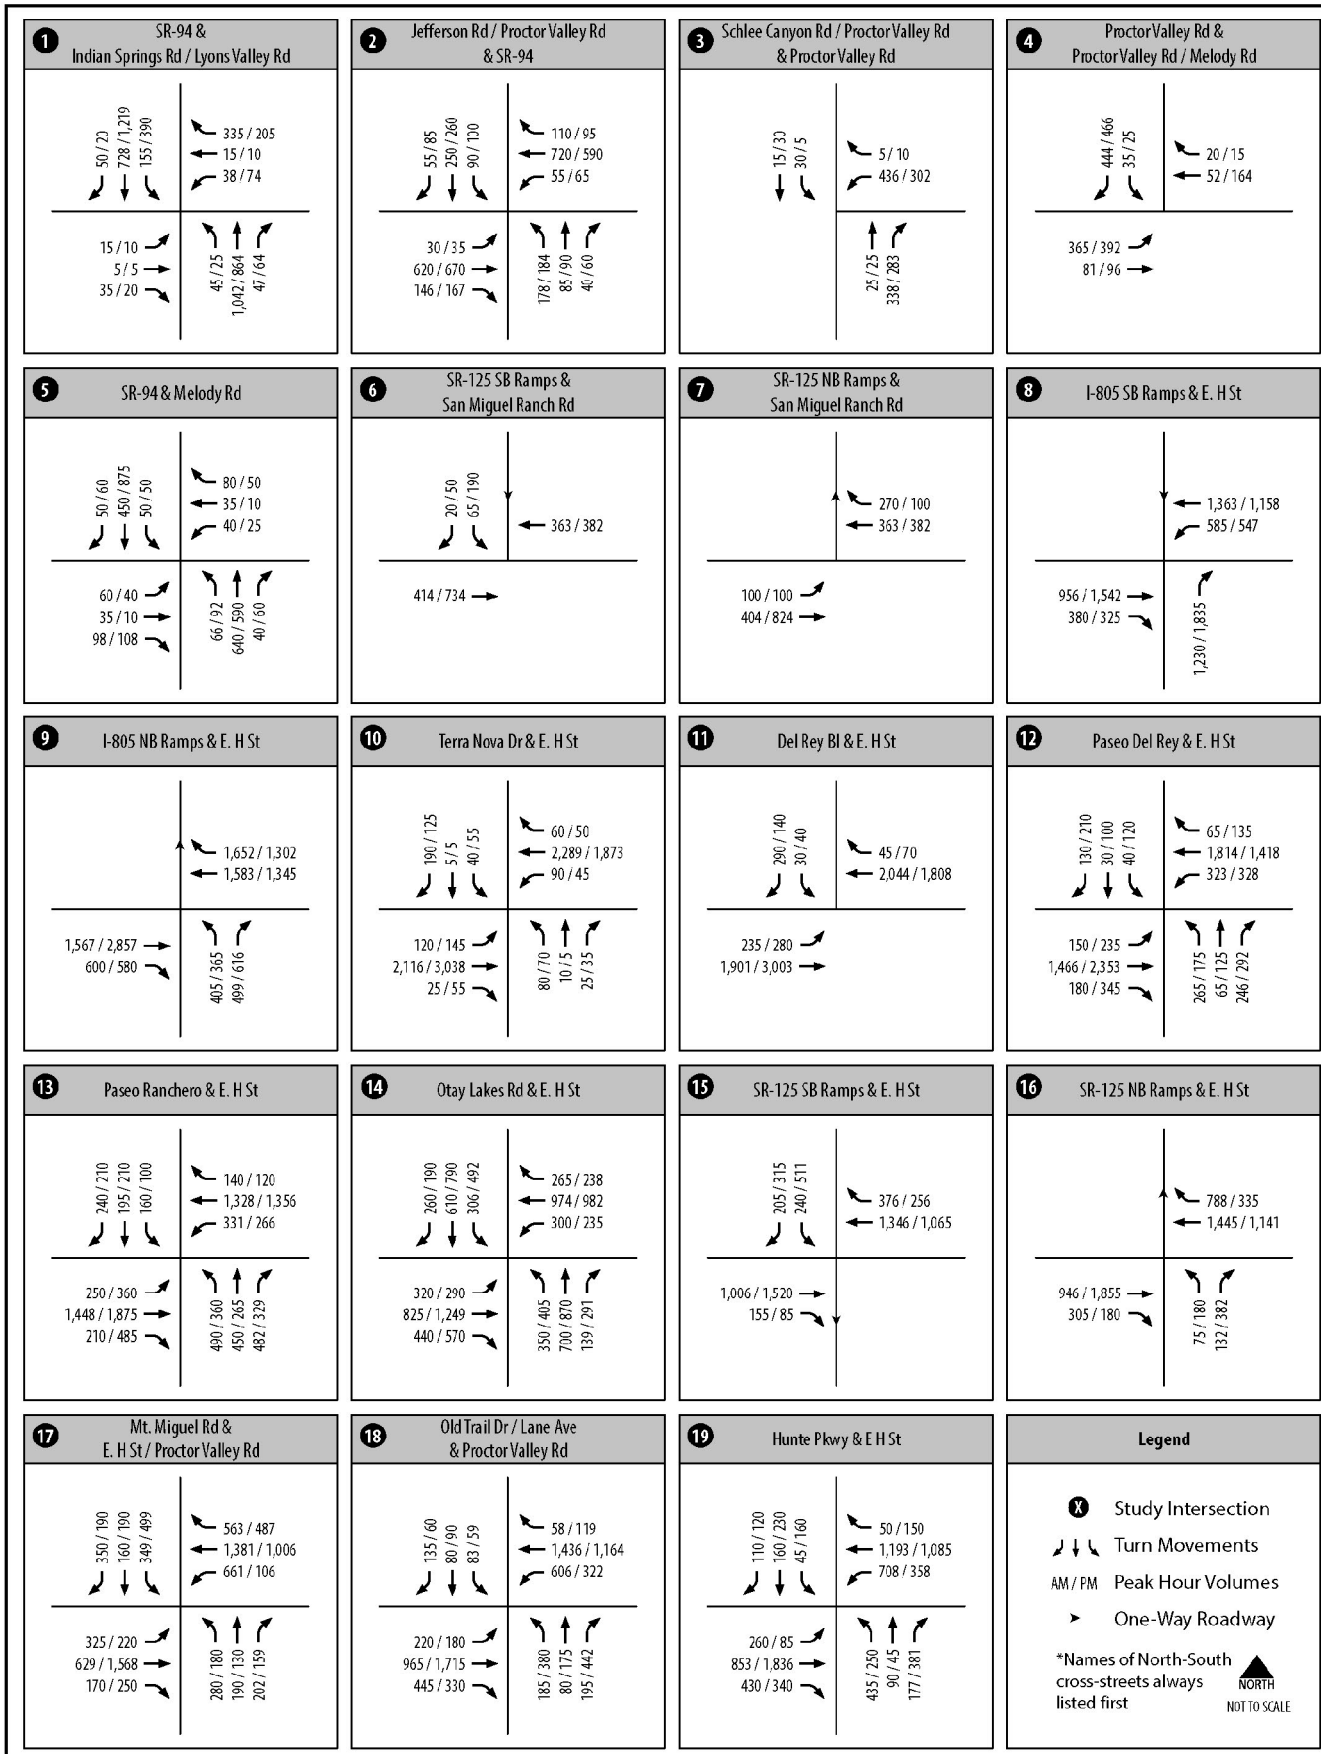 1
SR-94 &
Indian Springs Rd / Lyons Valley Rd
50 / 20
728 / 1,219
155 / 390
335 / 205
15 / 10
38 / 74
15 / 10
5 / 5
35 / 20
45 / 25
1,042 / 864
47 / 64
2
Jefferson Rd / Proctor Valley Rd
& SR-94
55 / 85
250 / 260
90 / 100
110 / 95
720 / 590
55 / 65
30 / 35
620 / 670
146 / 167
178 / 184
85 / 90
40 / 60
3
Schlee Canyon Rd / Proctor Valley Rd
& Proctor Valley Rd
15 / 30
30 / 5
5 / 10
436 / 302
25 / 25
338 / 283
4
Proctor Valley Rd &
Proctor Valley Rd / Melody Rd
444 / 466
35 / 25
20 / 15
52 / 164
365 / 392
81 / 96
5
SR-94 & Melody Rd
50 / 60
450 / 875
50 / 50
80 / 50
35 / 10
40 / 25
60 / 40
35 / 10
98 / 108
66 / 92
640 / 590
40 / 60
6
SR-125 SB Ramps &
San Miguel Ranch Rd
20 / 50
65 / 190
363 / 382
414 / 734
7
SR-125 NB Ramps &
San Miguel Ranch Rd
270 / 100
363 / 382
100 / 100
404 / 824
8
I-805 SB Ramps & E. H St
1,363 / 1,158
585 / 547
956 / 1,542
380 / 325
1,230 / 1,835
9
I-805 NB Ramps & E. H St
1,652 / 1,302
1,583 / 1,345
1,567 / 2,857
600 / 580
405 / 365
499 / 616
10
Terra Nova Dr & E. H St
190 / 125
5 / 5
40 / 55
60 / 50
2,289 / 1,873
90 / 45
120 / 145
2,116 / 3,038
25 / 55
80 / 70
10 / 5
25 / 35
11
Del Rey Bl & E. H St
290 / 140
30 / 40
45 / 70
2,044 / 1,808
235 / 280
1,901 / 3,003
12
Paseo Del Rey & E. H St
130 / 210
30 / 100
40 / 120
65 / 135
1,814 / 1,418
323 / 328
150 / 235
1,466 / 2,353
180 / 345
265 / 175
65 / 125
246 / 292
13
Paseo Ranchero & E. H St
240 / 210
195 / 210
160 / 100
140 / 120
1,328 / 1,356
331 / 266
250 / 360
1,448 / 1,875
210 / 485
490 / 360
450 / 265
482 / 329
14
Otay Lakes Rd & E. H St
260 / 190
610 / 790
306 / 492
265 / 238
974 / 982
300 / 235
320 / 290
825 / 1,249
440 / 570
350 / 405
700 / 870
139 / 291
15
SR-125 SB Ramps & E. H St
205 / 315
240 / 511
376 / 256
1,346 / 1,065
1,006 / 1,520
155 / 85
16
SR-125 NB Ramps & E. H St
788 / 335
1,445 / 1,141
946 / 1,855
305 / 180
75 / 180
132 / 382
17
Mt. Miguel Rd &
E. H St / Proctor Valley Rd
350 / 190
160 / 190
349 / 499
563 / 487
1,381 / 1,006
661 / 106
325 / 220
629 / 1,568
170 / 250
280 / 180
190 / 130
202 / 159
18
Old Trail Dr / Lane Ave
& Proctor Valley Rd
135 / 60
80 / 90
83 / 59
58 / 119
1,436 / 1,164
606 / 322
220 / 180
965 / 1,715
445 / 330
185 / 380
80 / 175
195 / 442
19
Hunte Pkwy & E H St
110 / 120
160 / 230
45 / 160
50 / 150
1,193 / 1,085
708 / 358
260 / 85
853 / 1,836
430 / 340
435 / 250
90 / 45
177 / 381
Legend
X Study Intersection
Turn Movements
AM / PM Peak Hour Volumes
One-Way Roadway
*Names of North-South
cross-streets always
listed first
NORTH
NOT TO SCALE